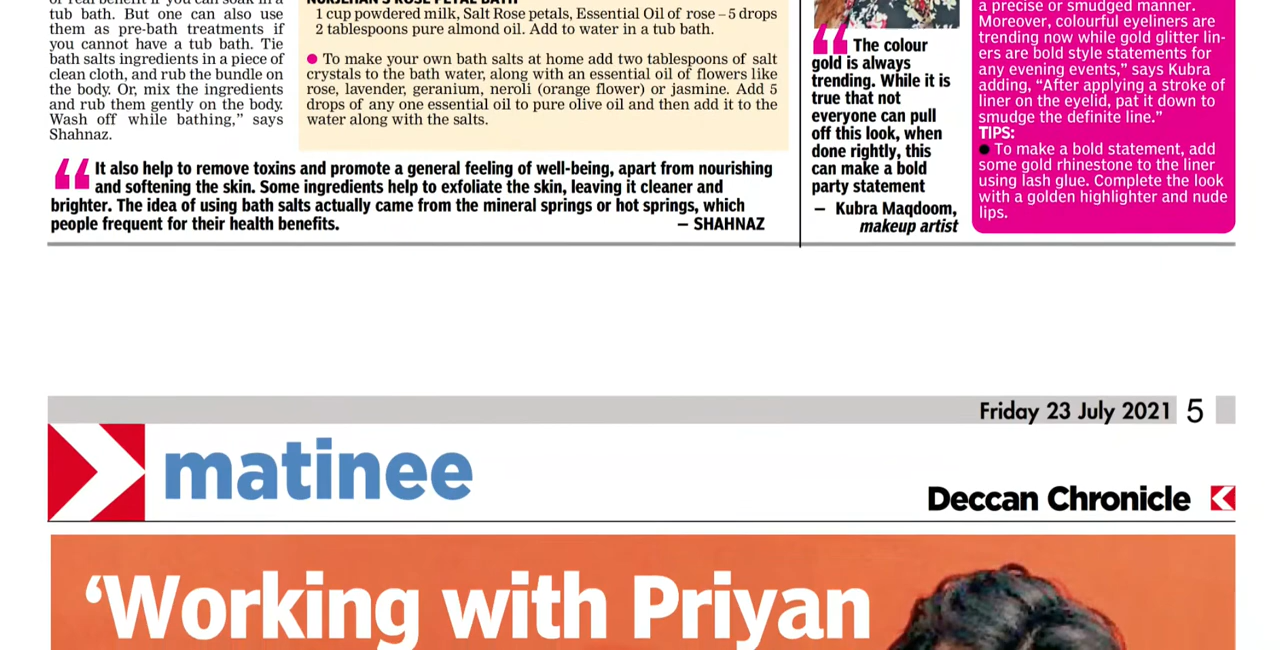 tub bath. But one can also use
them as pre-bath treatments if
you cannot have a tub bath. Tie
bath salts ingredients in a piece of
clean cloth, and rub the bundle on
the body. Or, mix the ingredients
and rub them gently on the body.
Wash off while bathing,” says
Shahnaz.
1 cup powdered milk, Salt Rose petals, Essential Oil of rose – 5 drops
2 tablespoons pure almond oil. Add to water in a tub bath.
● To make your own bath salts at home add two tablespoons of salt
crystals to the bath water, along with an essential oil of flowers like
rose, lavender, geranium, neroli (orange flower) or jasmine. Add 5
drops of any one essential oil to pure olive oil and then add it to the
water along with the salts.
“It also help to remove toxins and promote a general feeling of well-being, apart from nourishing
and softening the skin. Some ingredients help to exfoliate the skin, leaving it cleaner and
brighter. The idea of using bath salts actually came from the mineral springs or hot springs, which
people frequent for their health benefits.
– SHAHNAZ
“The colour
gold is always
trending. While it is
true that not
everyone can pull
off this look, when
done rightly, this
can make a bold
party statement
– Kubra Maqdoom,
makeup artist
a precise or smudged manner.
Moreover, colourful eyeliners are
trending now while gold glitter lin-
ers are bold style statements for
any evening events,” says Kubra
adding, “After applying a stroke of
liner on the eyelid, pat it down to
smudge the definite line.”
TIPS:
● To make a bold statement, add
some gold rhinestone to the liner
using lash glue. Complete the look
with a golden highlighter and nude
lips.
Friday 23 July 2021 5
matinee
Deccan Chronicle
‘Working with Priyan